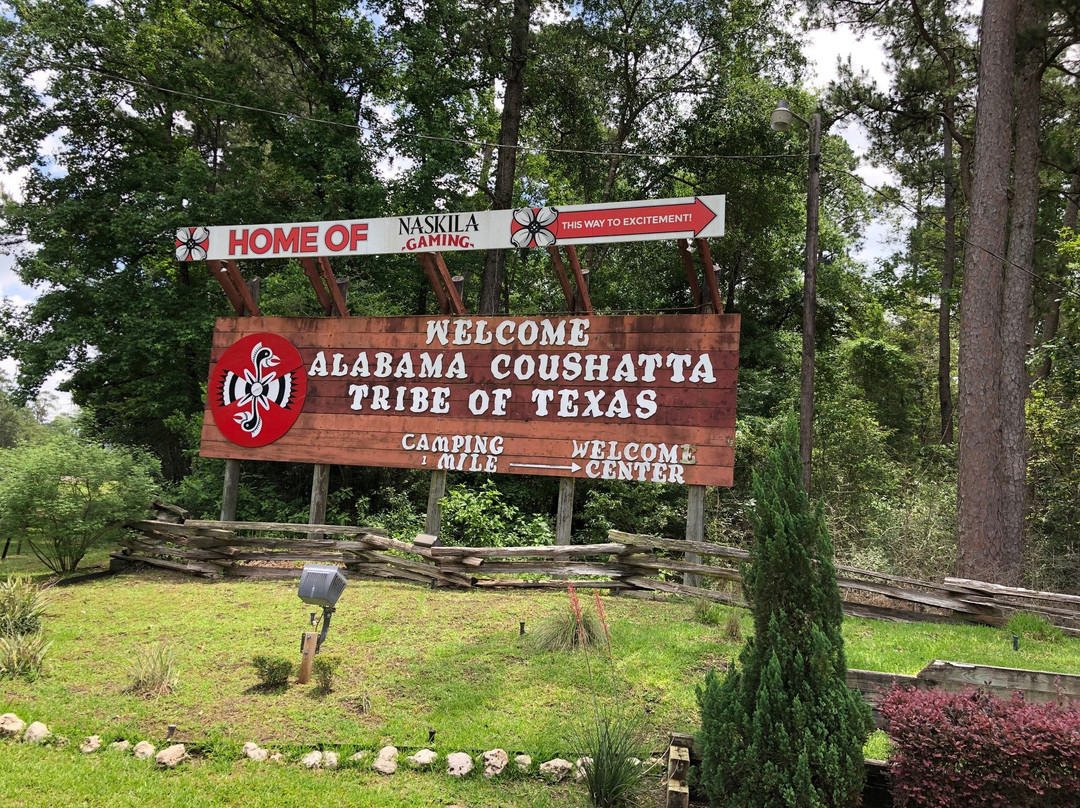 HOME OF NASKILA GAMING THIS WAY TO EXCITEMENT!
WELCOME
ALABAMA COUSHATTA
TRIBE OF TEXAS
CAMPING
1 MILE
WELCOME
CENTER